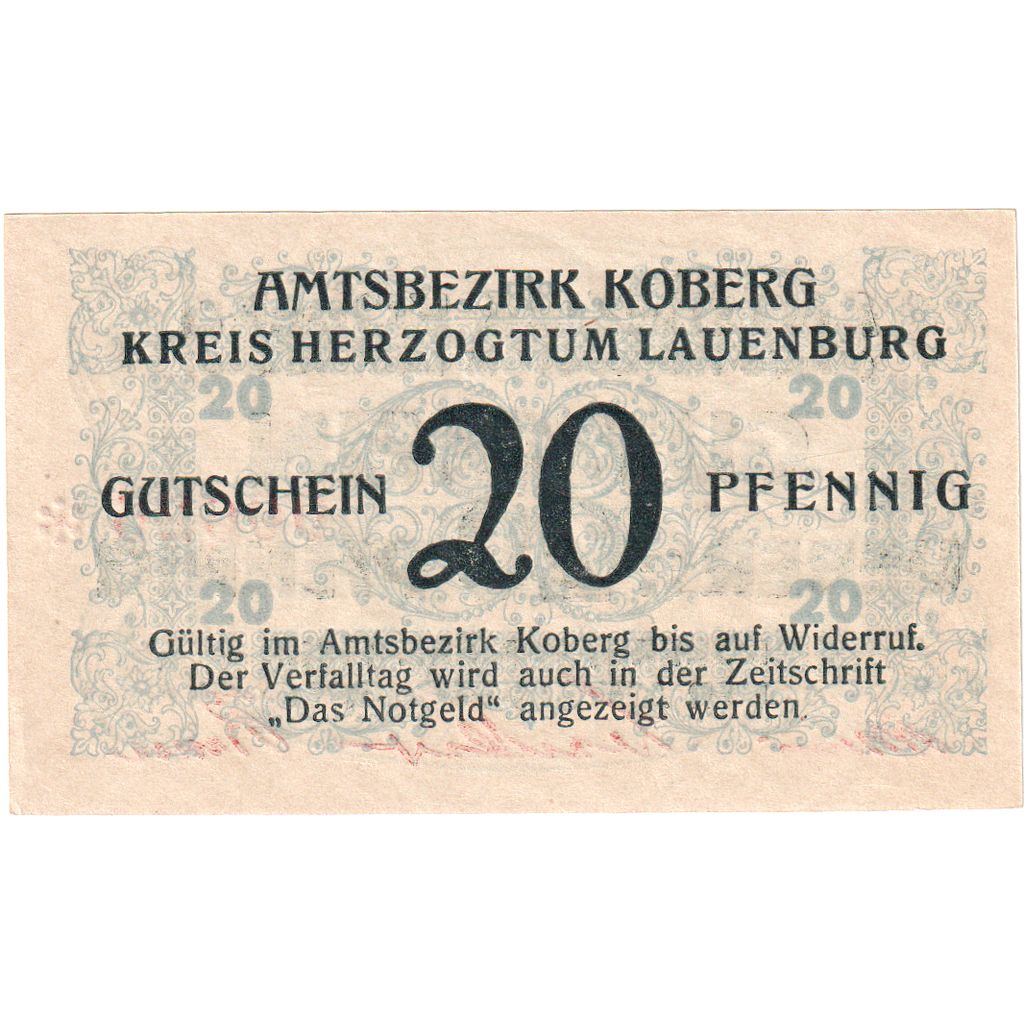 AMTSBEZIRK KOBERG
KREIS HERZOGTUM LAUENBURG
20 20
GUTSCHEIN 20 PFENNIG
20 20
Gültig im Amtsbezirk Koberg bis auf Widerruf.
Der Verfalltag wird auch in der Zeitschrift
„Das Notgeld“ angezeigt werden.